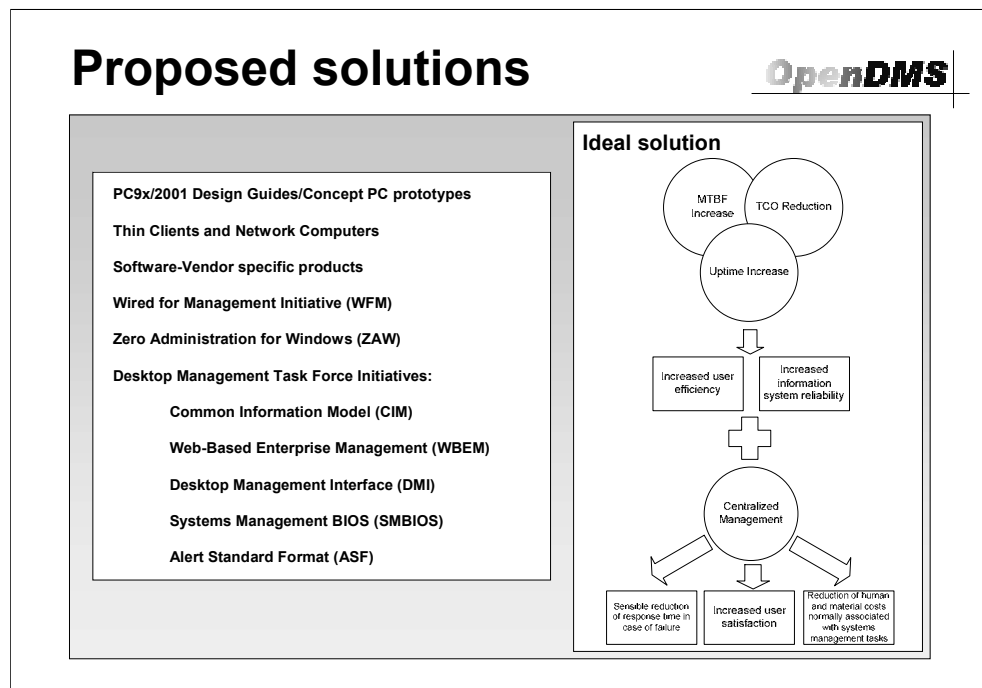 Proposed solutions
OpenDMS
PC9x/2001 Design Guides/Concept PC prototypes
Thin Clients and Network Computers
Software-Vendor specific products
Wired for Management Initiative (WFM)
Zero Administration for Windows (ZAW)
Desktop Management Task Force Initiatives:
Common Information Model (CIM)
Web-Based Enterprise Management (WBEM)
Desktop Management Interface (DMI)
Systems Management BIOS (SMBIOS)
Alert Standard Format (ASF)
Ideal solution
MTBF
Increase
TCO Reduction
Uptime Increase
Increased user
efficiency
Increased
information
system reliability
Centralized
Management
Sensible reduction
of response time in
case of failure
Increased user
satisfaction
Reduction of human
and material costs
normally associated
with systems
management tasks